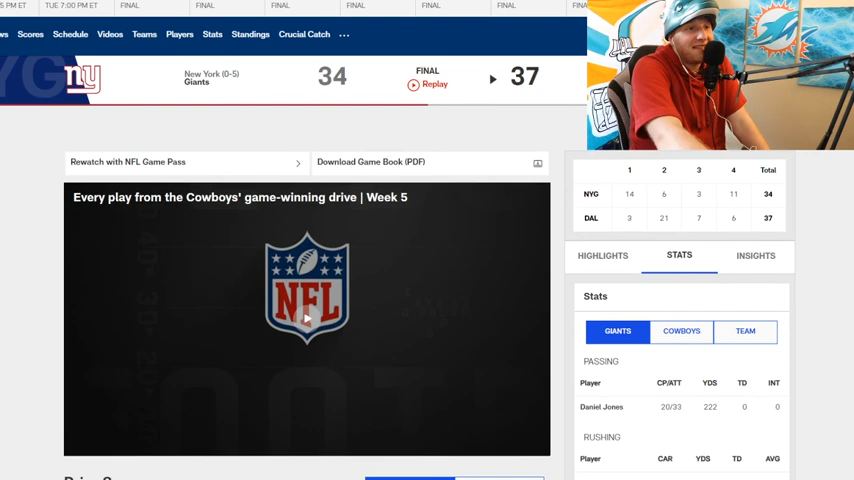 5 PM ET TUE 7:00 PM ET FINAL FINAL FINAL FINAL FINAL FINAL
ws Scores Schedule Videos Teams Players Stats Standings Crucial Catch ...
NYG ny New York (0-5) 34 FINAL 37
Giants Replay
Rewatch with NFL Game Pass Download Game Book (PDF)
Every play from the Cowboys' game-winning drive | Week 5
NFL
1 2 3 4 Total
NYG 14 6 3 11 34
DAL 3 21 7 6 37
HIGHLIGHTS STATS INSIGHTS
Stats
GIANTS COWBOYS TEAM
PASSING
Player CP/ATT YDS TD INT
Daniel Jones 20/33 222 0 0
RUSHING
Player CAR YDS TD AVG